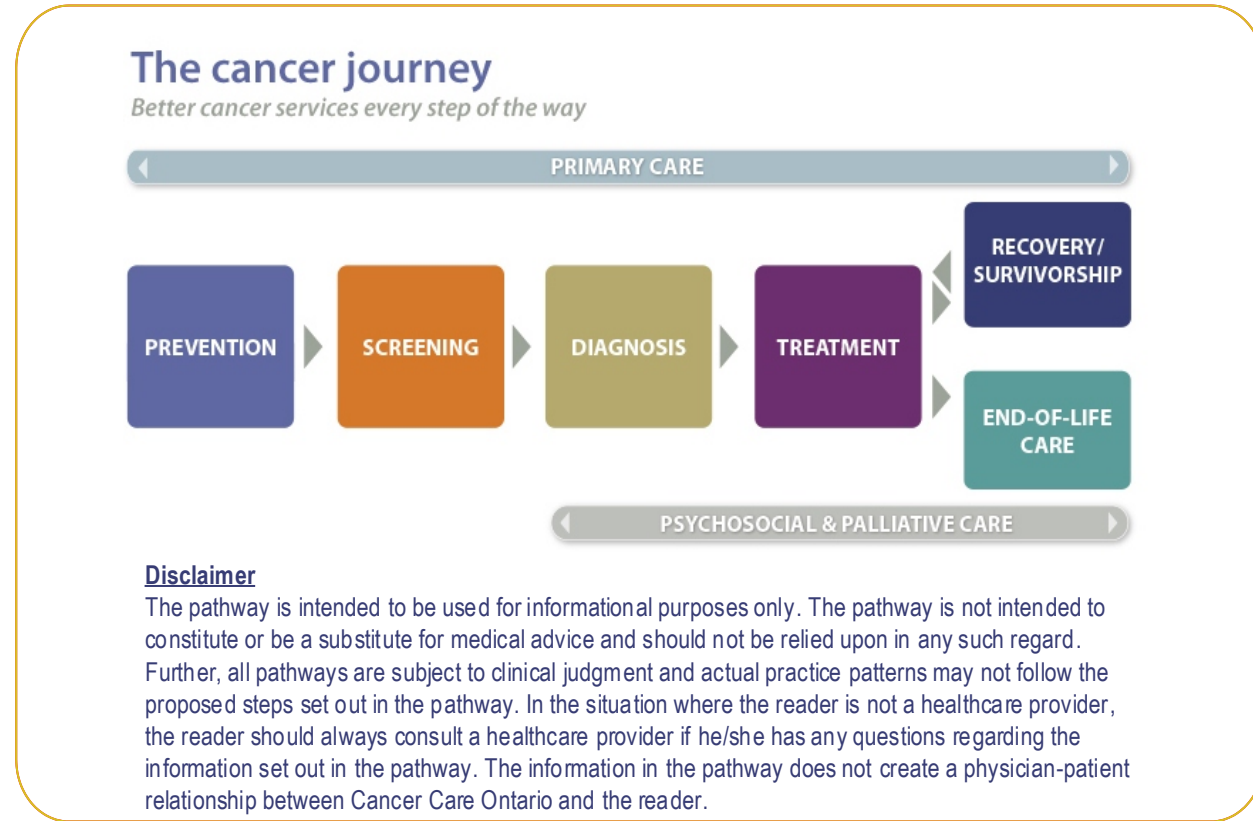 The cancer journey
Better cancer services every step of the way
PRIMARY CARE
PREVENTION
SCREENING
DIAGNOSIS
TREATMENT
RECOVERY/
SURVIVORSHIP
END-OF-LIFE
CARE
PSYCHOSOCIAL & PALLIATIVE CARE
Disclaimer
The pathway is intended to be used for informational purposes only. The pathway is not intended to
constitute or be a substitute for medical advice and should not be relied upon in any such regard.
Further, all pathways are subject to clinical judgment and actual practice patterns may not follow the
proposed steps set out in the pathway. In the situation where the reader is not a healthcare provider,
the reader should always consult a healthcare provider if he/she has any questions regarding the
information set out in the pathway. The information in the pathway does not create a physician-patient
relationship between Cancer Care Ontario and the reader.